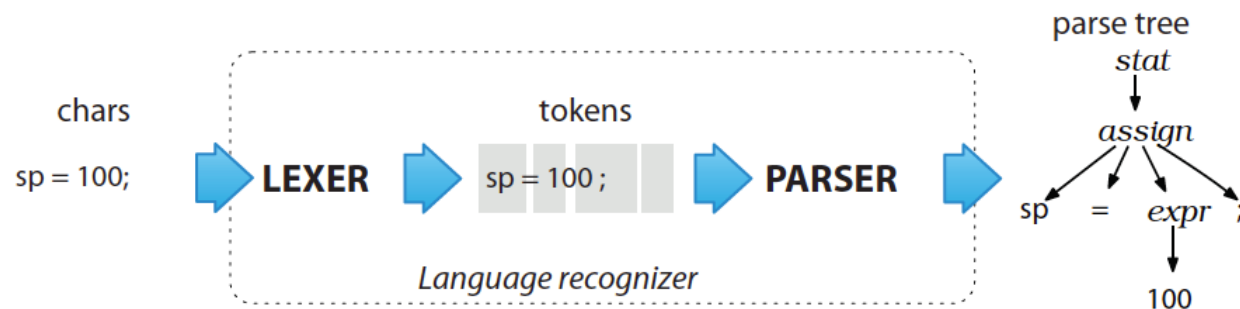 parse tree
stat
chars
tokens
assign
sp = 100;
LEXER
sp = 100 ;
PARSER
sp = expr ;
Language recognizer
100